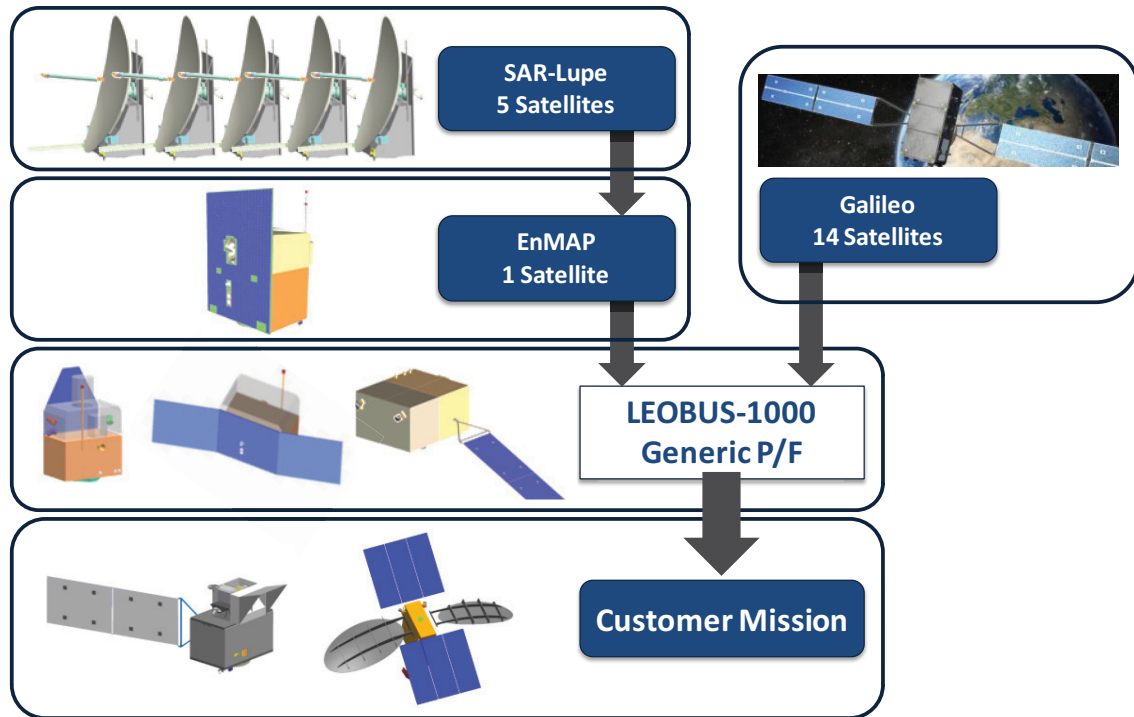 SAR-Lupe
5 Satellites
Galileo
14 Satellites
EnMAP
1 Satellite
LEOBUS-1000
Generic P/F
Customer Mission